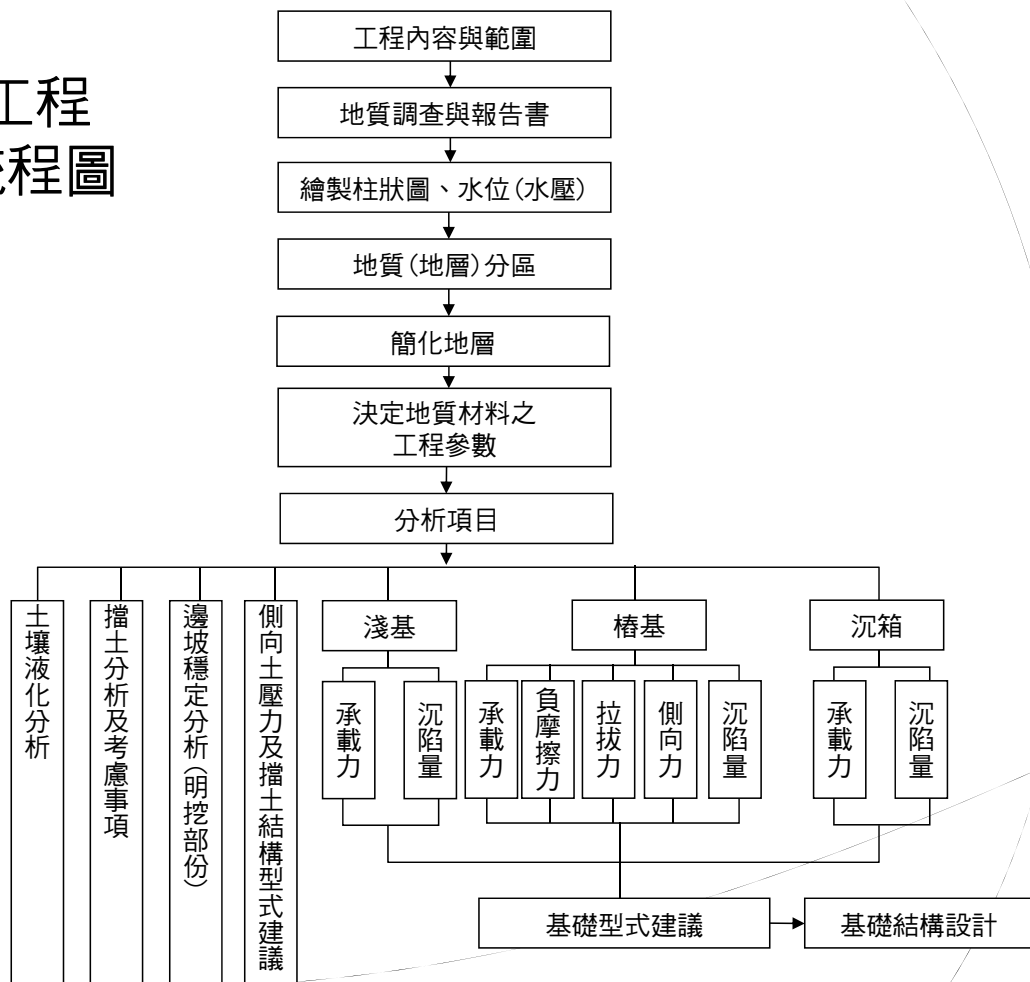 工程
程圖
工程內容與範圍
地質調查與報告書
繪製柱狀圖、水位(水壓)
地質(地層)分區
簡化地層
決定地質材料之
工程參數
分析項目
土壤液化分析
擋土分析及考慮事項
邊坡穩定分析(明挖部份)
側向土壓力及擋土結構型式建議
淺基
樁基
沉箱
承載力
沉陷量
承載力
負摩擦力
拉拔力
側向力
沉陷量
承載力
沉陷量
基礎型式建議
基礎結構設計